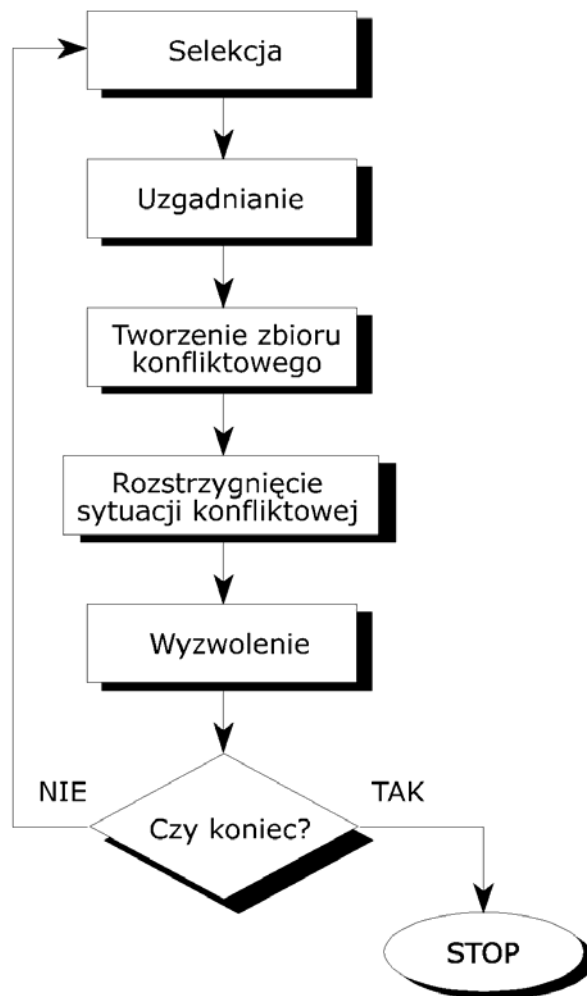 Selekcja
Uzgadnianie
Tworzenie zbioru
konfliktowego
Rozstrzygnięcie
sytuacji konfliktowej
Wyzwolenie
NIE
TAK
Czy koniec?
STOP